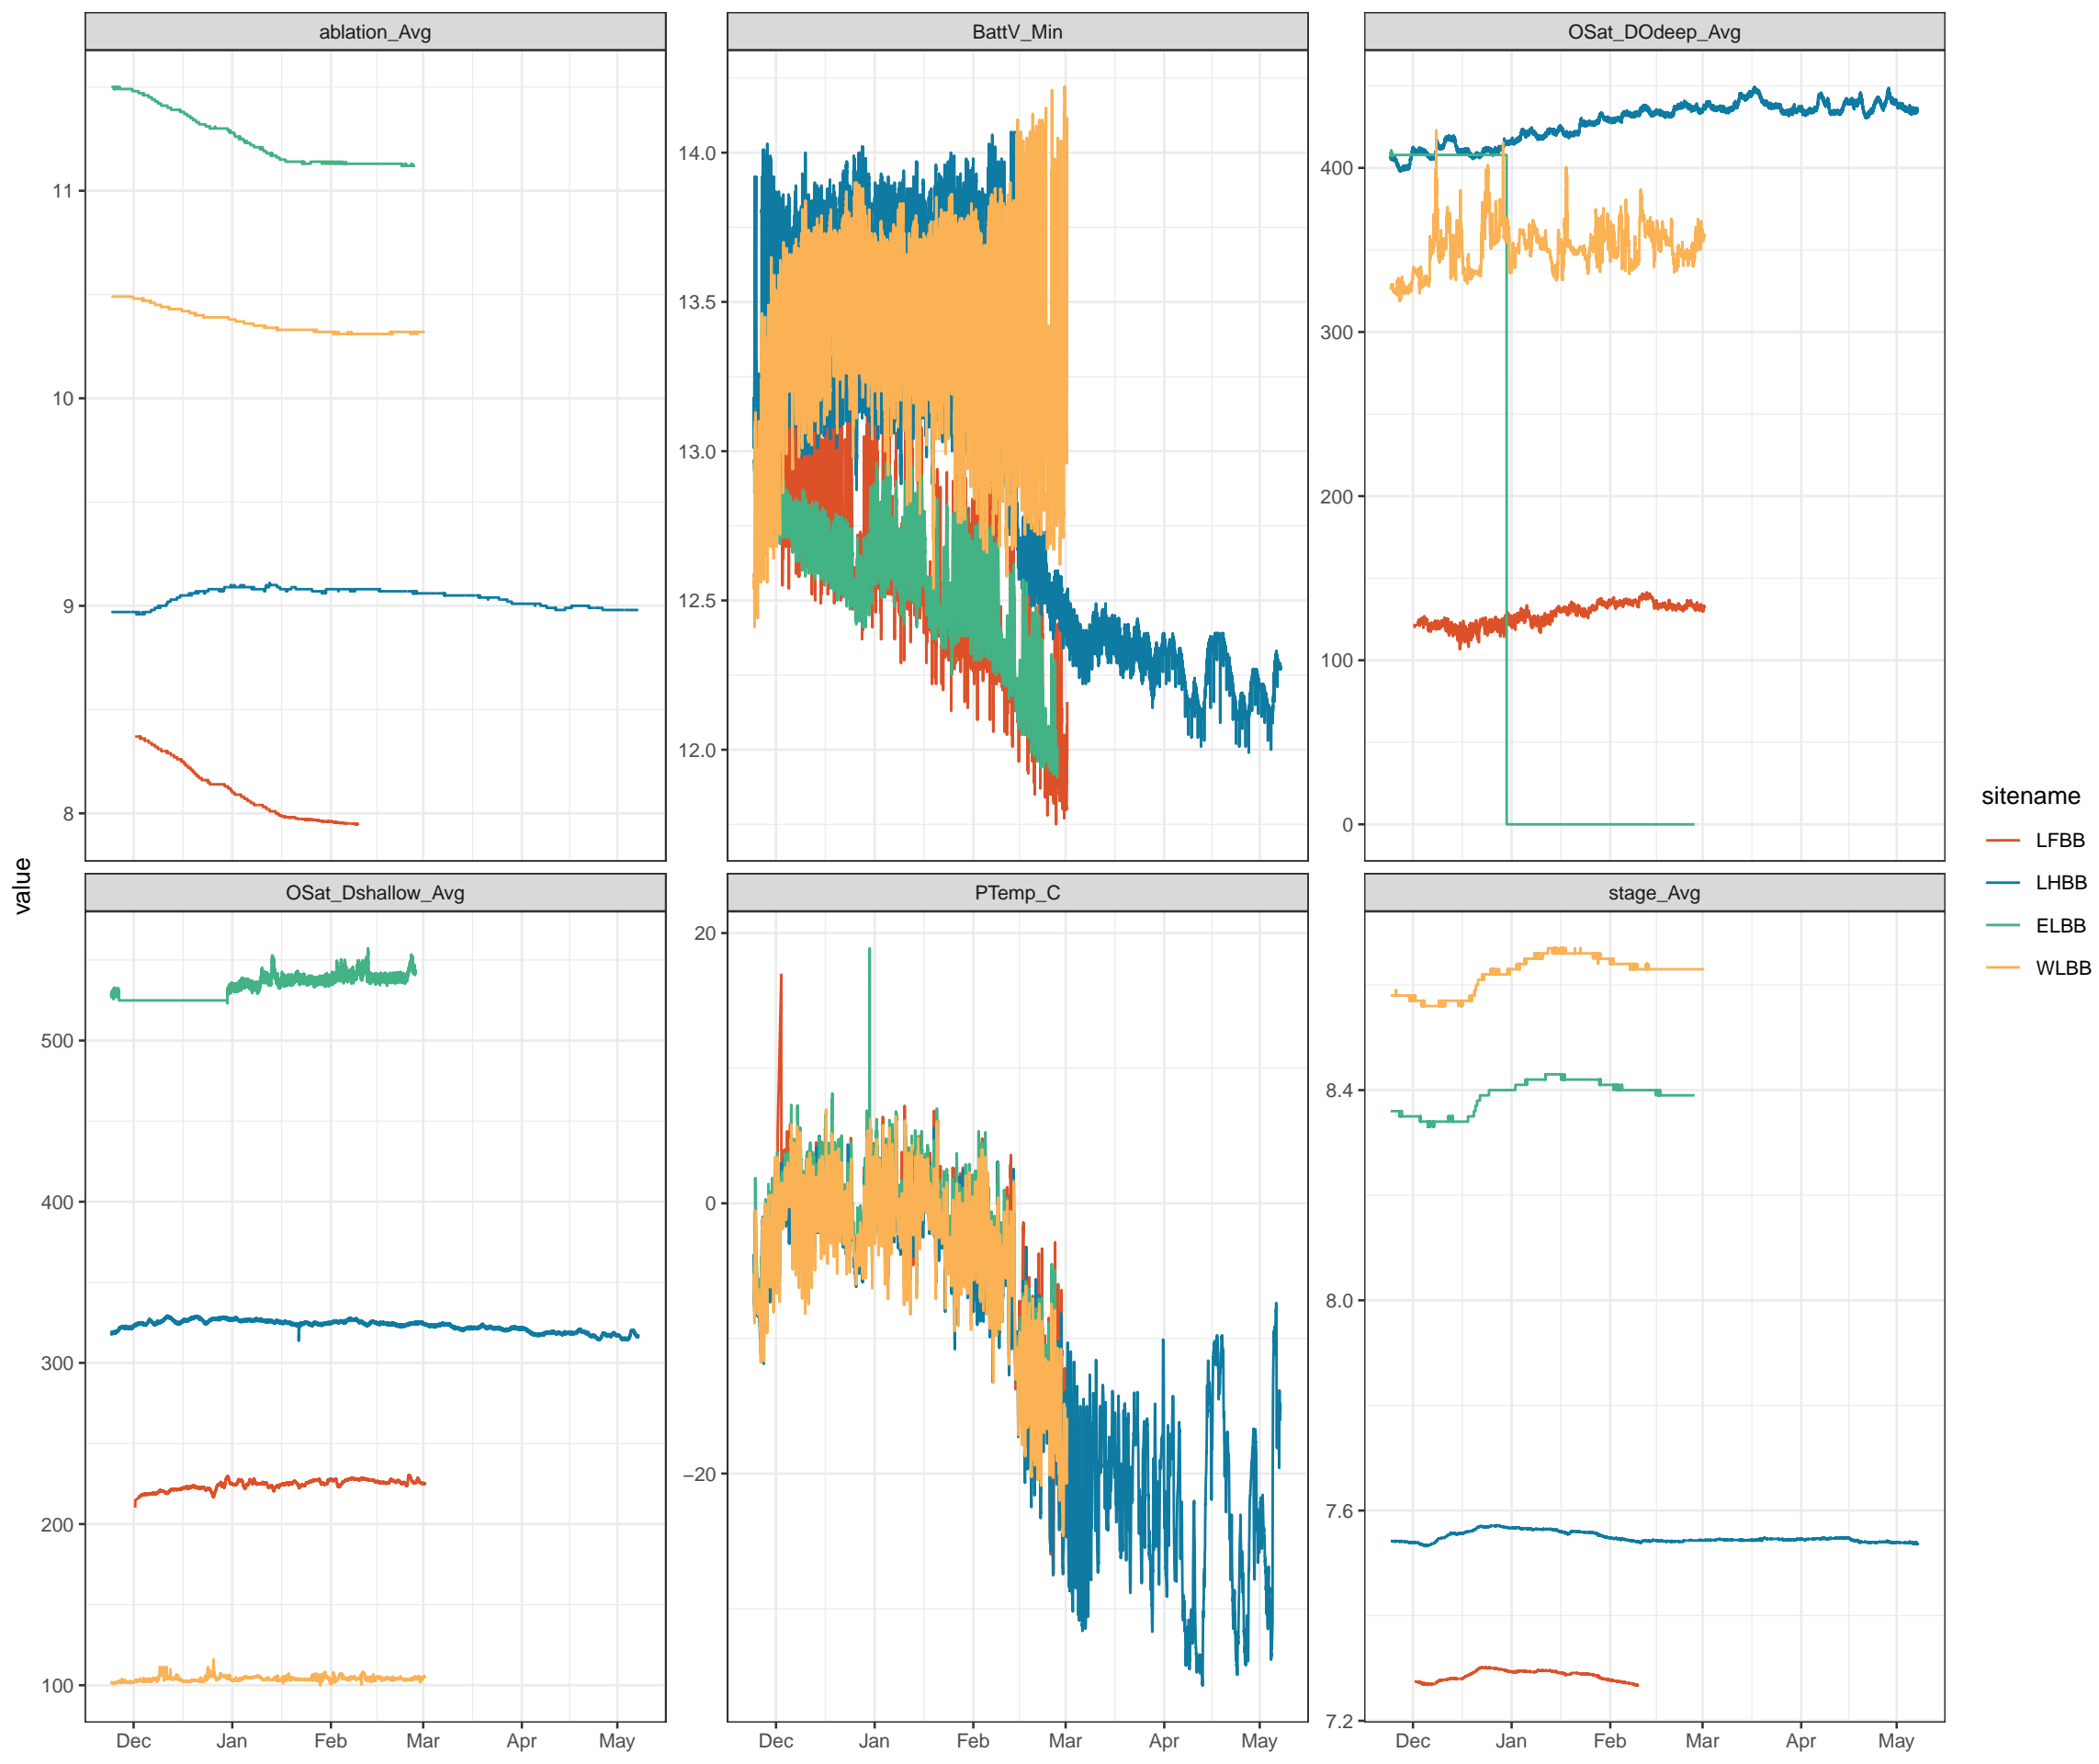 ablation_Avg
BattV_Min
OSat_DOdeep_Avg
11
10
9
8
14.0
13.5
13.0
12.5
12.0
400
300
200
100
0
value
OSat_Dshallow_Avg
PTemp_C
stage_Avg
500
400
300
200
100
20
0
−20
8.4
8.0
7.6
7.2
Dec Jan Feb Mar Apr May
Dec Jan Feb Mar Apr May
Dec Jan Feb Mar Apr May
sitename
LFBB
LHBB
ELBB
WLBB